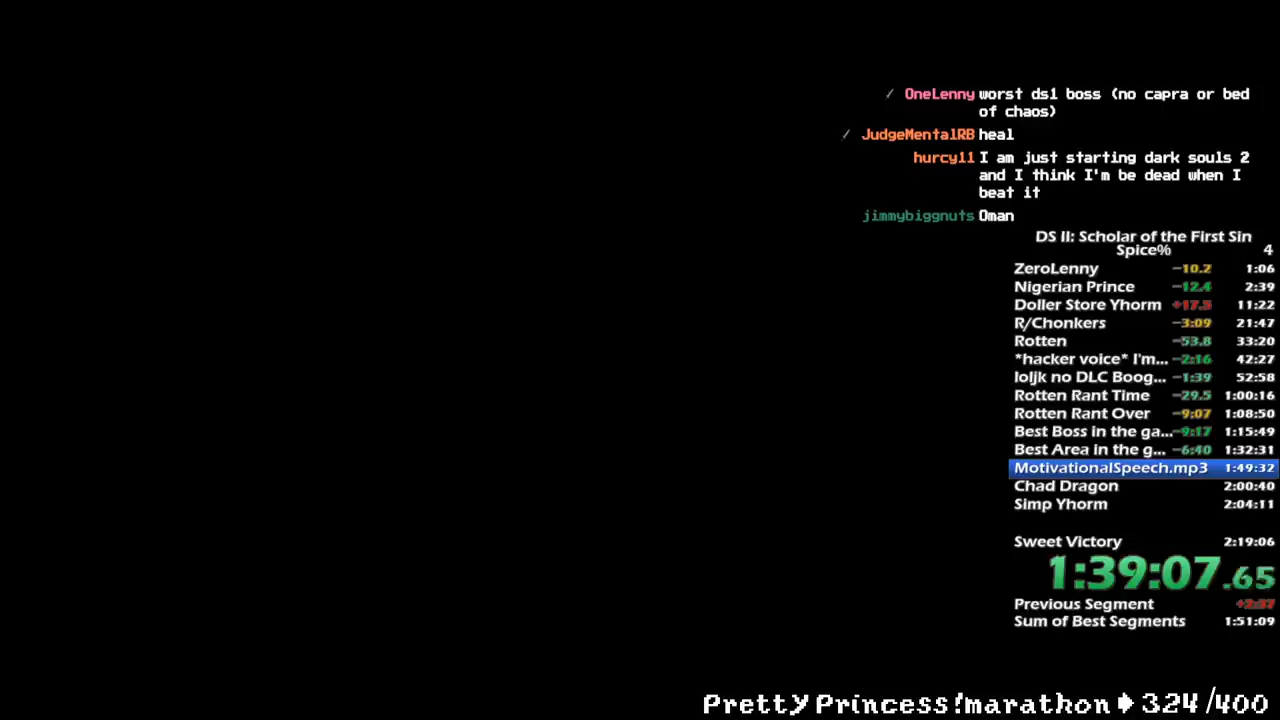 OneLenny worst ds1 boss (no capra or bed
of chaos)
JudgeMentalRB heal
hurcy11 I am just starting dark souls 2
and I think I'm be dead when I
beat it
jimmybiggnuts Oman
DS II: Scholar of the First Sin
Spice% 4
ZeroLenny −10.2 1:06
Nigerian Prince −12.4 2:39
Doller Store Yhorm +17.5 11:22
R/Chonkers −3:09 21:47
Rotten −53.8 33:20
*hacker voice* I'm... −2:16 42:27
loljk no DLC Boog... −1:39 52:58
Rotten Rant Time −29.5 1:00:16
Rotten Rant Over −9:07 1:08:50
Best Boss in the ga... −9:17 1:15:49
Best Area in the g... −6:40 1:32:31
MotivationalSpeech.mp3 1:49:32
Chad Dragon 2:00:40
Simp Yhorm 2:04:11
Sweet Victory 2:19:06
1:39:07.65
Previous Segment +2:37
Sum of Best Segments 1:51:09
Pretty Princess !marathon → 324/400